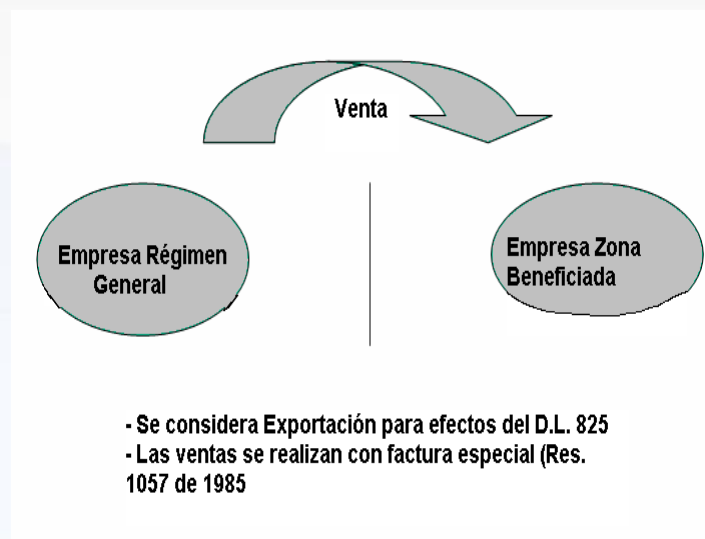 Venta
Empresa Régimen
General
Empresa Zona
Beneficiada
- Se considera Exportación para efectos del D.L. 825
- Las ventas se realizan con factura especial (Res.
1057 de 1985